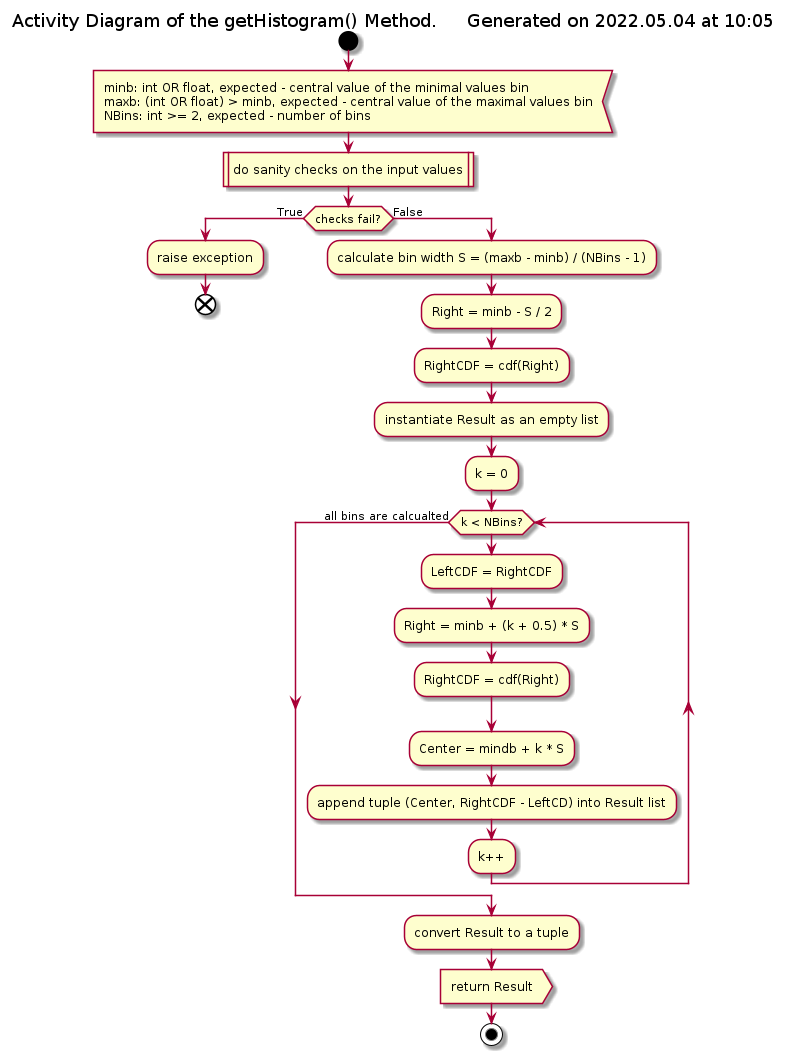 Activity Diagram of the getHistogram() Method. Generated on 2022.05.04 at 10:05
minb: int OR float, expected - central value of the minimal values bin
maxb: (int OR float) > minb, expected - central value of the maximal values bin
NBins: int >= 2, expected - number of bins
do sanity checks on the input values
checks fail?
True
False
raise exception
calculate bin width S = (maxb - minb) / (NBins - 1)
Right = minb - S / 2
RightCDF = cdf(Right)
instantiate Result as an empty list
k = 0
all bins are calcualted
k < NBins?
LeftCDF = RightCDF
Right = minb + (k + 0.5) * S
RightCDF = cdf(Right)
Center = mindb + k * S
append tuple (Center, RightCDF - LeftCD) into Result list
k++
convert Result to a tuple
return Result